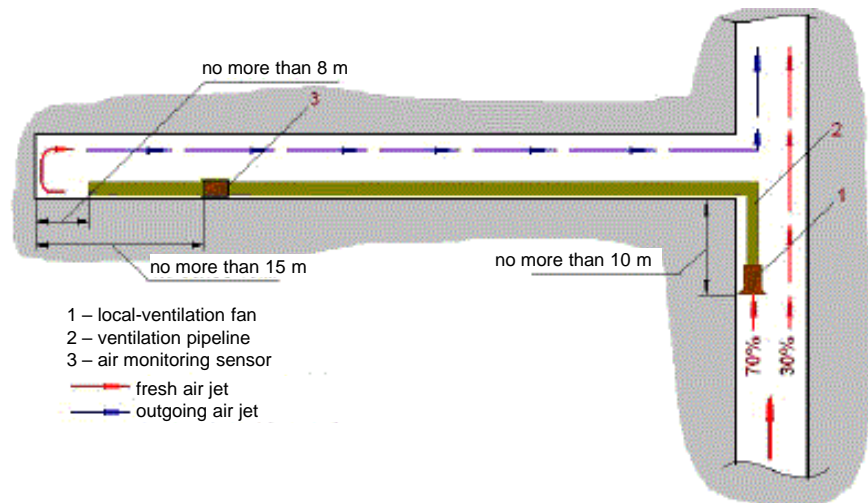 no more than 8 m
3
2
1
no more than 15 m
no more than 10 m
1 – local-ventilation fan
2 – ventilation pipeline
3 – air monitoring sensor
fresh air jet
outgoing air jet
70%
30%